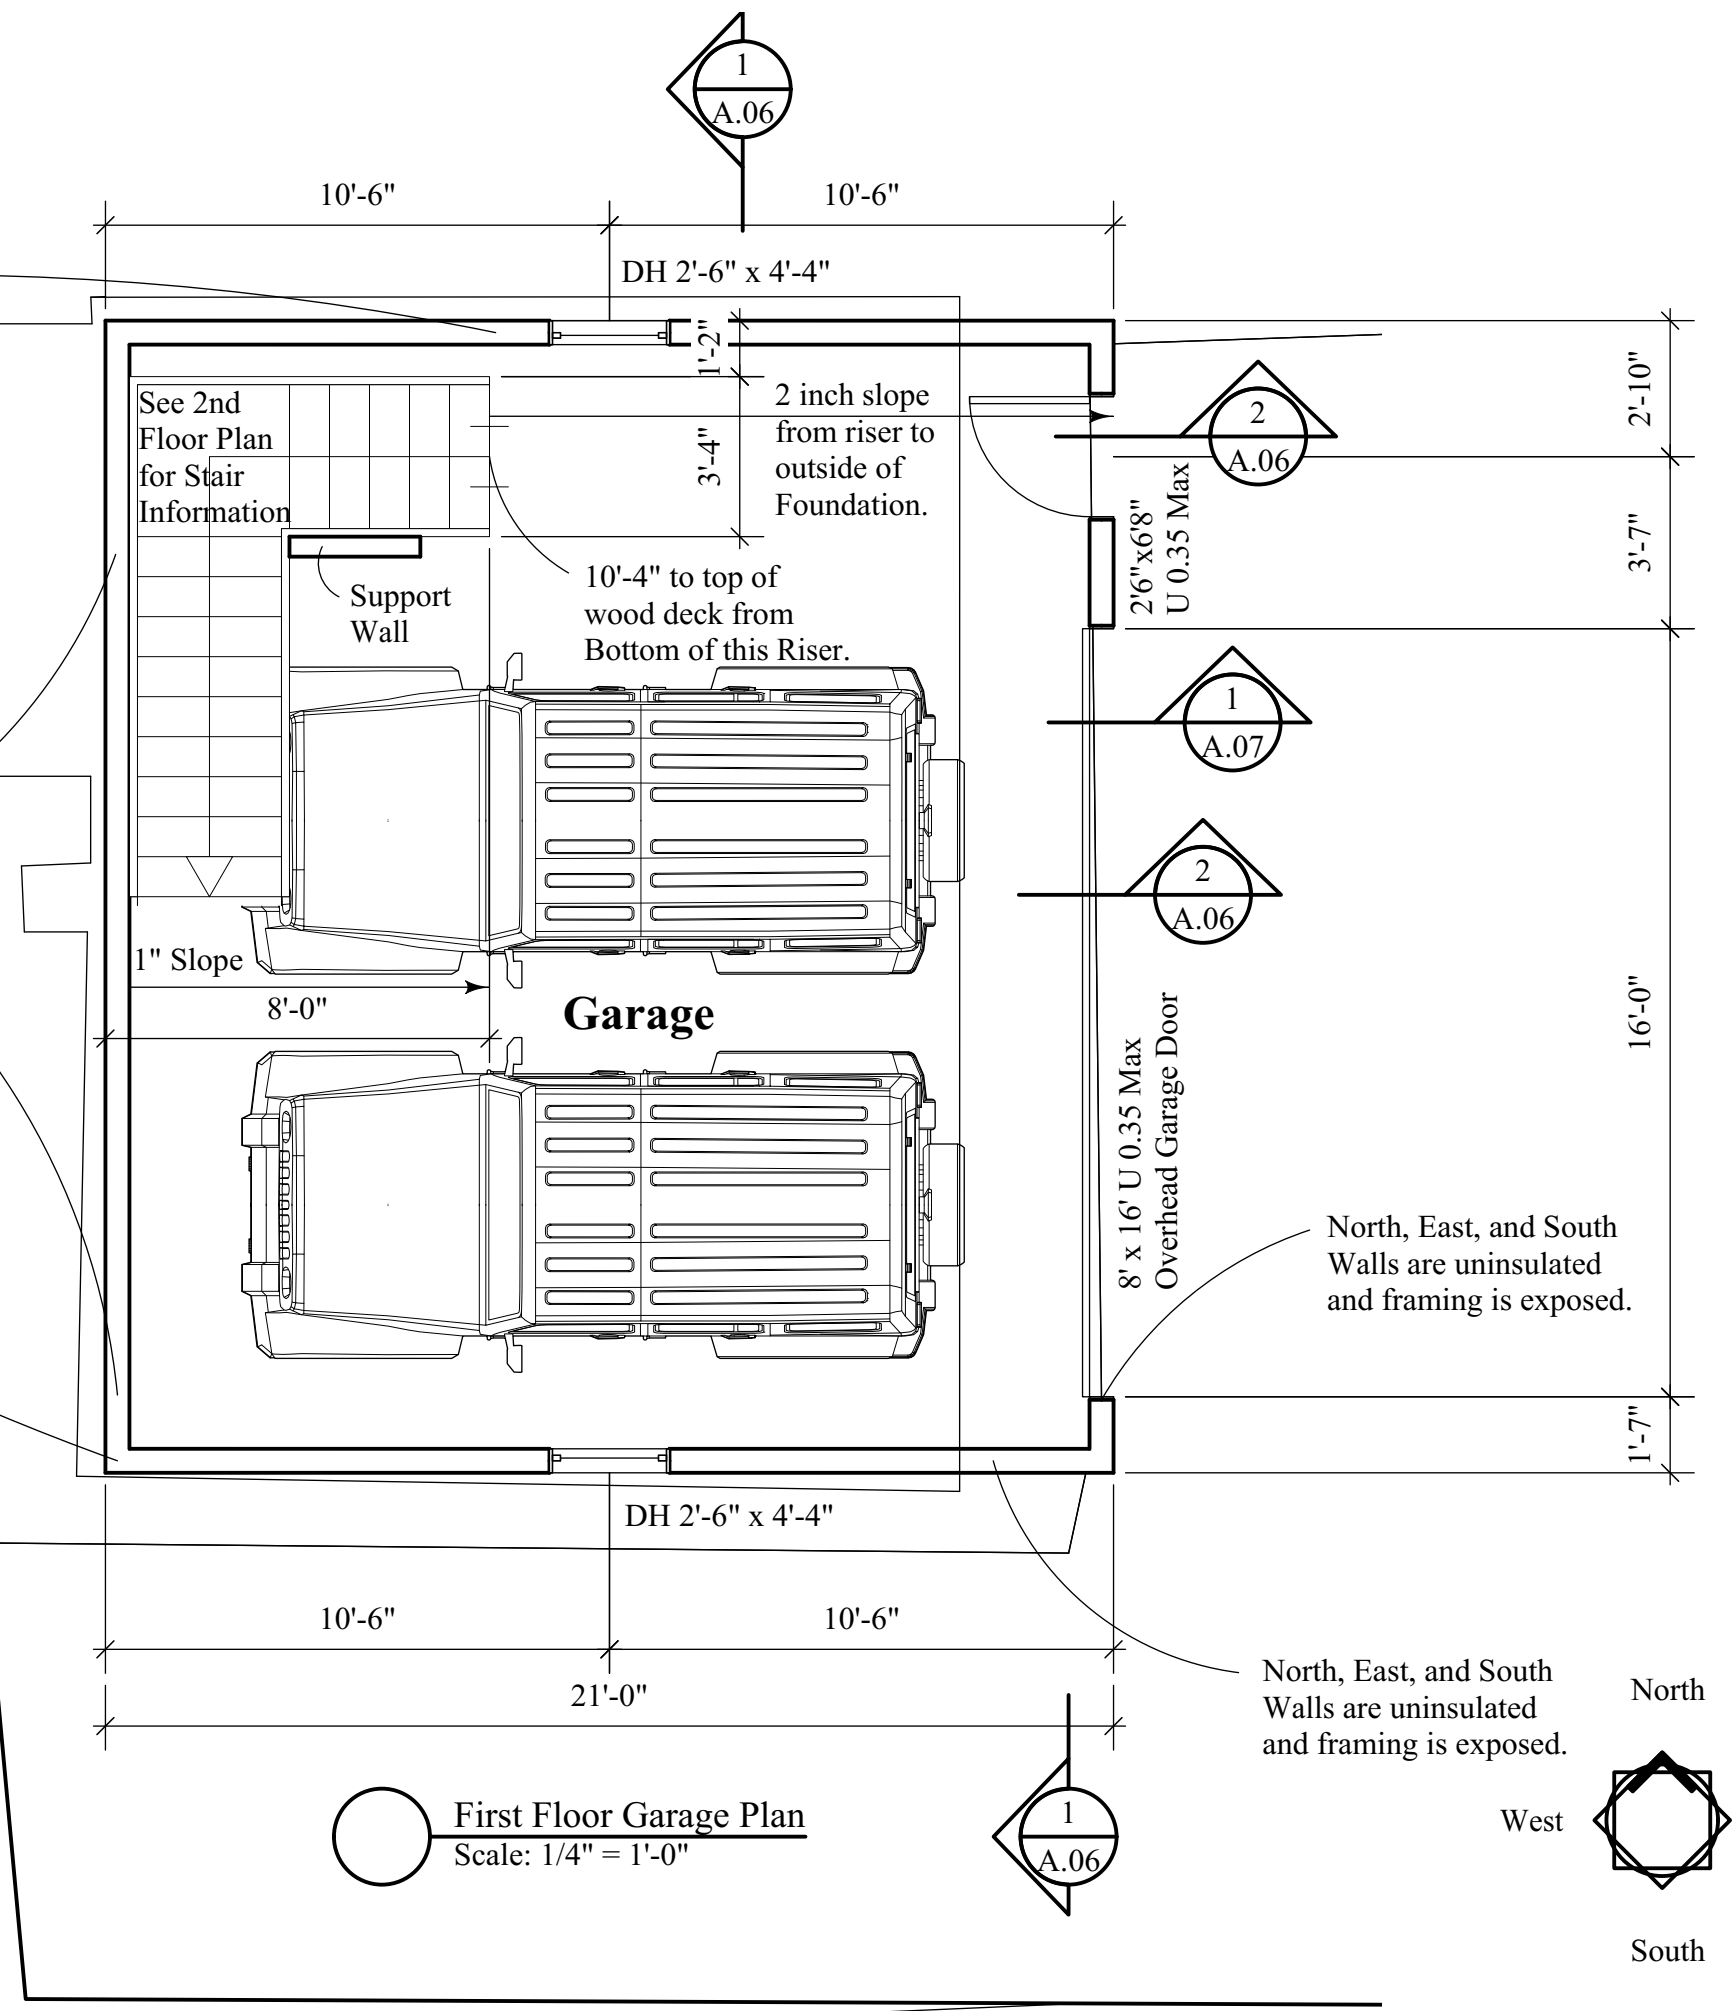 1
A.06
10'-6"
10'-6"
DH 2'-6" x 4'-4"
1'-2"
See 2nd
Floor Plan
for Stair
Information
3'-4"
2 inch slope
from riser to
outside of
Foundation.
2
A.06
2'-10"
2'6"x6'8"
U 0.35 Max
3'-7"
Support
Wall
10'-4" to top of
wood deck from
Bottom of this Riser.
1
A.07
2
A.06
1" Slope
8'-0"
Garage
16'-0"
8' x 16' U 0.35 Max
Overhead Garage Door
North, East, and South
Walls are uninsulated
and framing is exposed.
1'-7"
DH 2'-6" x 4'-4"
10'-6"
10'-6"
21'-0"
North, East, and South
Walls are uninsulated
and framing is exposed.
First Floor Garage Plan
Scale: 1/4" = 1'-0"
1
A.06
North
West
South